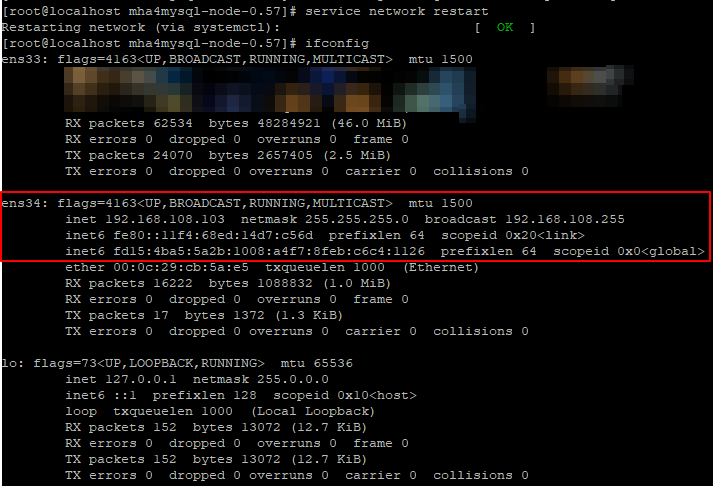 [root@localhost mha4mysql-node-0.57]# service network restart
Restarting network (via systemctl):                        [  OK  ]
[root@localhost mha4mysql-node-0.57]# ifconfig
ens33: flags=4163<UP,BROADCAST,RUNNING,MULTICAST>  mtu 1500
RX packets 62534  bytes 48284921 (46.0 MiB)
RX errors 0  dropped 0  overruns 0  frame 0
TX packets 24070  bytes 2657405 (2.5 MiB)
TX errors 0  dropped 0 overruns 0  carrier 0  collisions 0
ens34: flags=4163<UP,BROADCAST,RUNNING,MULTICAST>  mtu 1500
inet 192.168.108.103  netmask 255.255.255.0  broadcast 192.168.108.255
inet6 fe80::11f4:68ed:14d7:c56d  prefixlen 64  scopeid 0x20<link>
inet6 fd15:4ba5:5a2b:1008:a4f7:8feb:c6c4:1126  prefixlen 64  scopeid 0x0<global>
ether 00:0c:29:cb:5a:e5  txqueuelen 1000  (Ethernet)
RX packets 16222  bytes 1088832 (1.0 MiB)
RX errors 0  dropped 0  overruns 0  frame 0
TX packets 17  bytes 1372 (1.3 KiB)
TX errors 0  dropped 0 overruns 0  carrier 0  collisions 0
lo: flags=73<UP,LOOPBACK,RUNNING>  mtu 65536
inet 127.0.0.1  netmask 255.0.0.0
inet6 ::1  prefixlen 128  scopeid 0x10<host>
loop  txqueuelen 1000  (Local Loopback)
RX packets 152  bytes 13072 (12.7 KiB)
RX errors 0  dropped 0  overruns 0  frame 0
TX packets 152  bytes 13072 (12.7 KiB)
TX errors 0  dropped 0 overruns 0  carrier 0  collisions 0